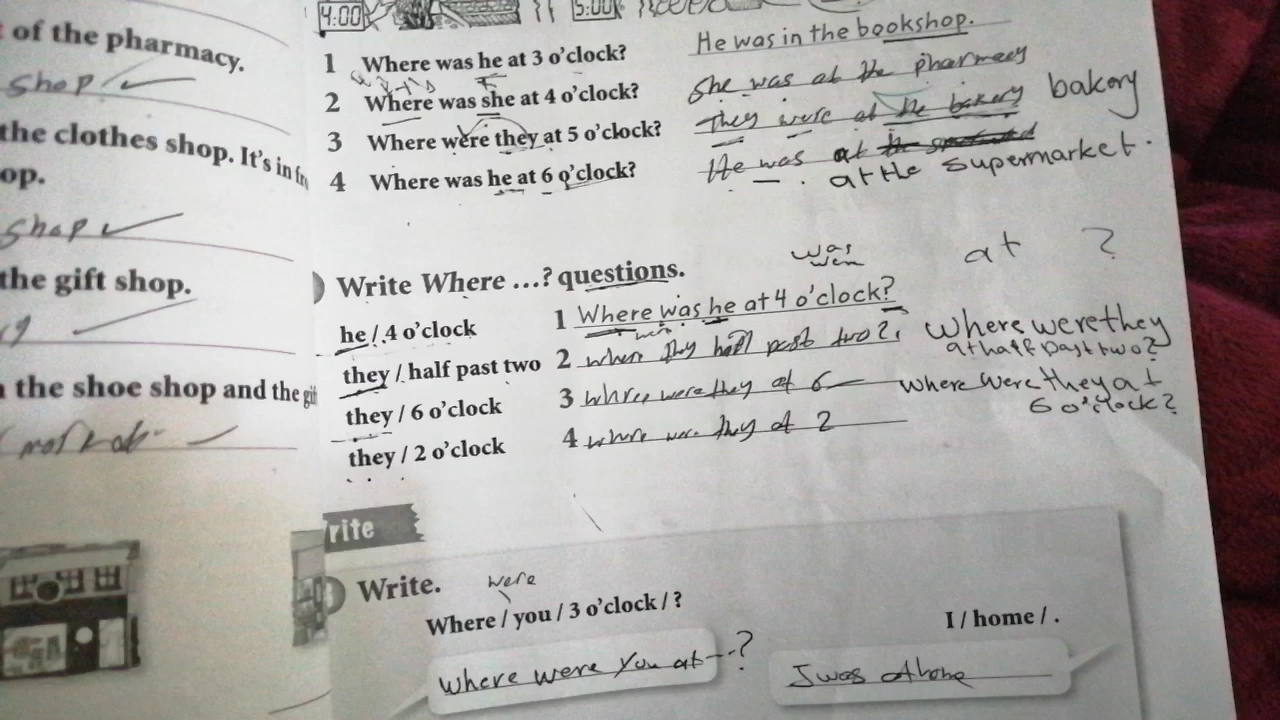 4:00
5:00
of the pharmacy.
shop
the clothes shop. It's in
op.
shop
the gift shop.
the shoe shop and the
1 Where was he at 3 o'clock? He was in the bookshop.
2 Where was she at 4 o'clock? She was at the pharmacy
3 Where were they at 5 o'clock? They were at the bakery bakery
4 Where was he at 6 o'clock? He was at
at the supermarket.
was at ?
Write Where ...? questions.
he / 4 o'clock 1 Where was he at 4 o'clock?
they / half past two 2 where they half past two? Where were they
at half past two?
they / 6 o'clock 3 were they at 6 where were they at
6 o'clock?
they / 2 o'clock 4 where were they at 2
rite
Write.
were
Where / you / 3 o'clock / ? I / home / .
Where were you at ---? I was at home